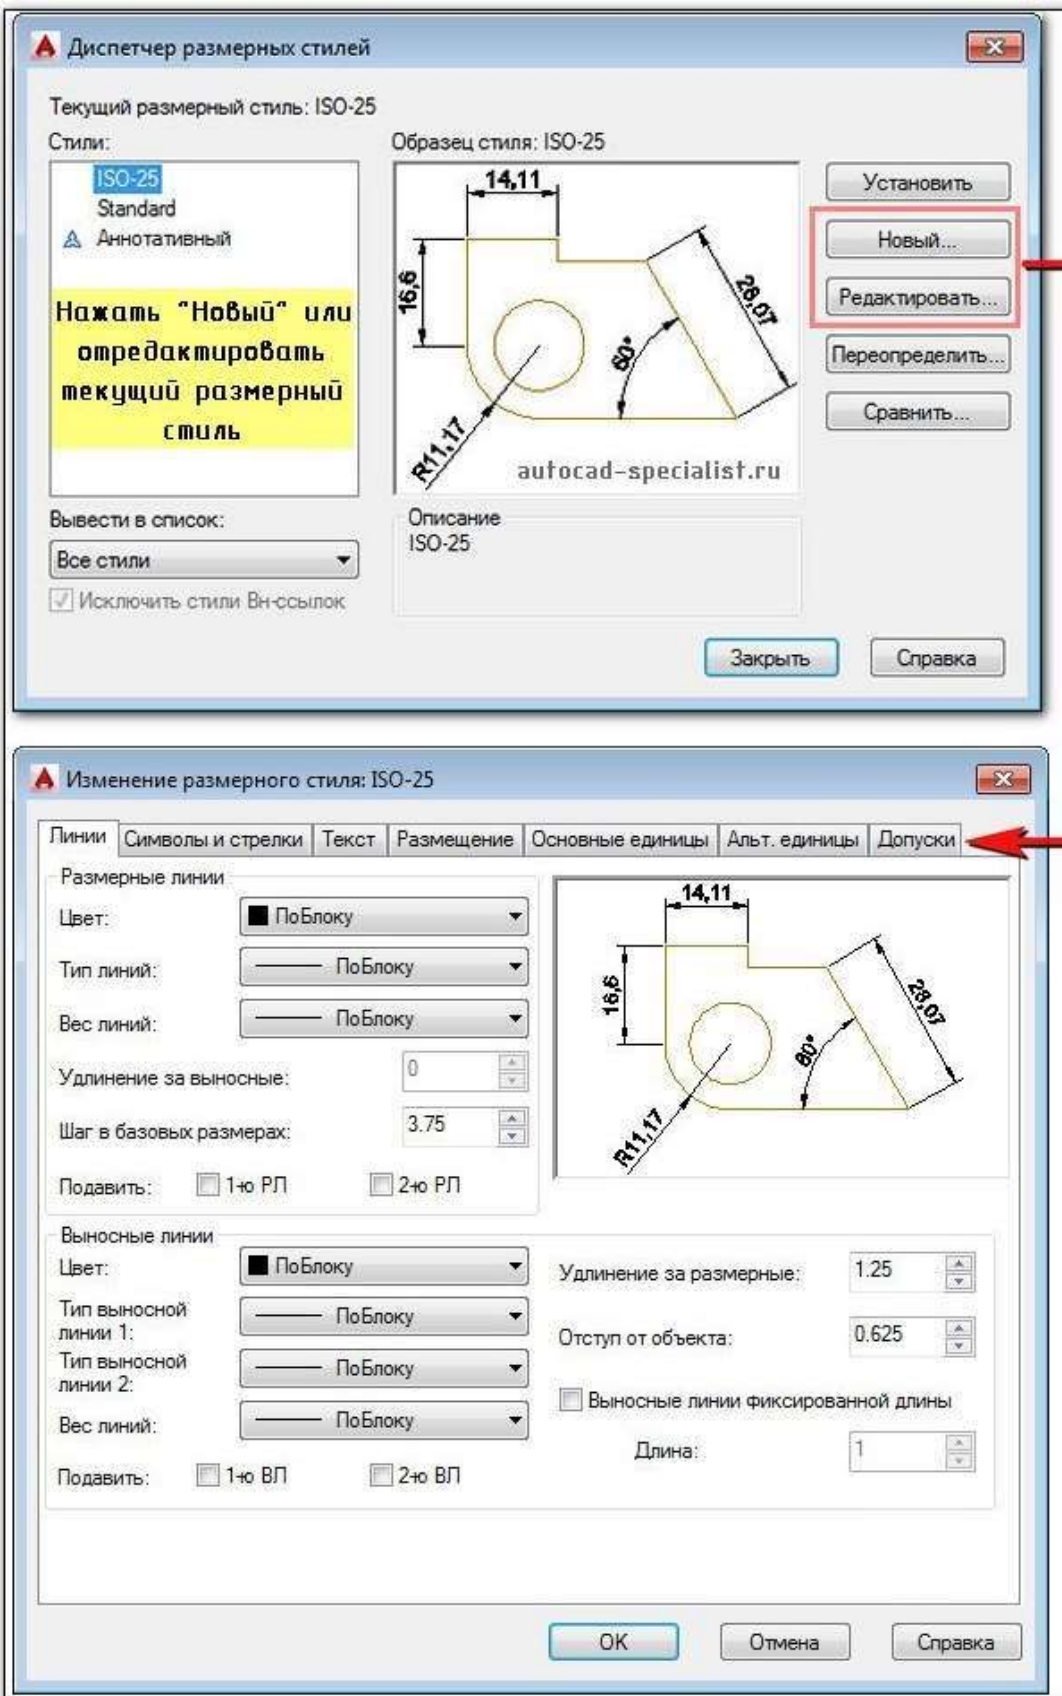 Диспетчер размерных стилей
Текущий размерный стиль: ISO-25
Стили:
Образец стиля: ISO-25
ISO-25
Standard
Аннотативный
Нажать "Новый" или
отредактировать
текущий размерный
стиль
14,11
16,6
28,07
60°
R11,17
autocad-specialist.ru
Установить
Новый...
Редактировать...
Переопределить...
Сравнить...
Вывести в список:
Все стили
Исключить стили Вн-ссылок
Описание
ISO-25
Закрыть
Справка
Изменение размерного стиля: ISO-25
Линии Символы и стрелки Текст Размещение Основные единицы Альт. единицы Допуски
Размерные линии
Цвет: ПоБлоку
Тип линий: ПоБлоку
Вес линий: ПоБлоку
Удлинение за выносные: 0
Шаг в базовых размерах: 3.75
Подавить: 1-ю РЛ 2-ю РЛ
14,11
16,6
28,07
60°
R11,17
Выносные линии
Цвет: ПоБлоку
Тип выносной
линии 1: ПоБлоку
Тип выносной
линии 2: ПоБлоку
Вес линий: ПоБлоку
Подавить: 1-ю ВЛ 2-ю ВЛ
Удлинение за размерные: 1.25
Отступ от объекта: 0.625
Выносные линии фиксированной длины
Длина: 1
OK
Отмена
Справка